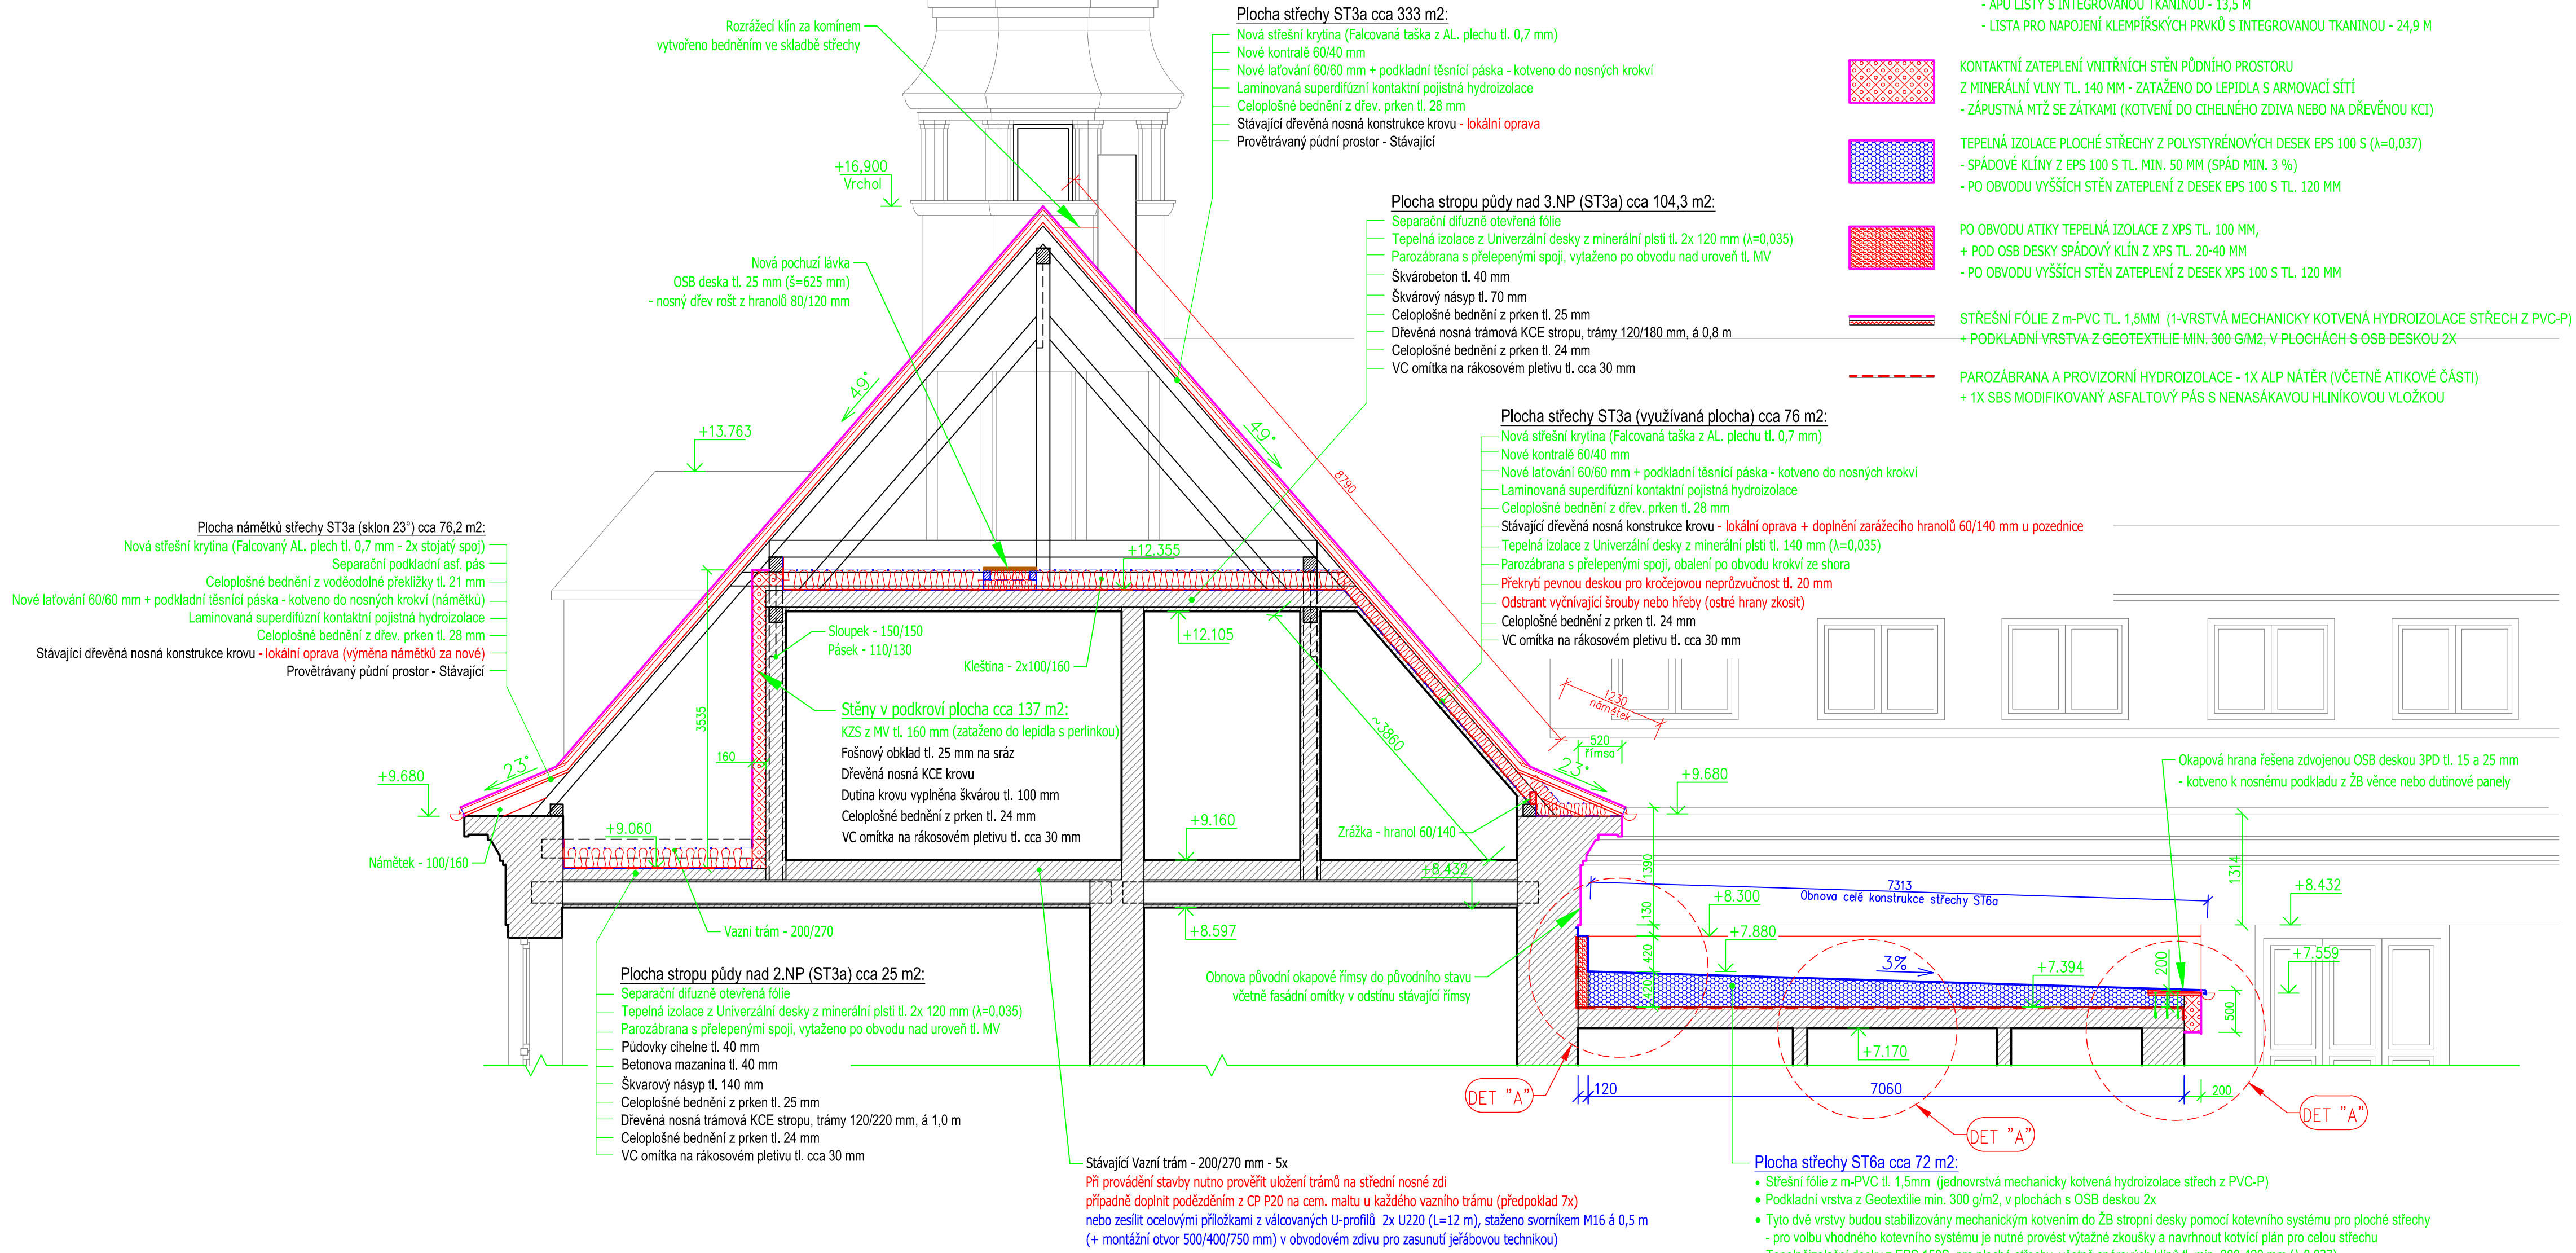 Rozrážecí klín za komínem
vytvořeno bedněním ve skladbě střechy
+16,900
Vrchol
Nová pochuzí lávka
OSB deska tl. 25 mm (š=625 mm)
- nosný dřev rošt z hranolů 80/120 mm
Plocha střechy ST3a cca 333 m2:
Nová střešní krytina (Falcovaná taška z AL. plechu tl. 0,7 mm)
Nové kontralě 60/40 mm
Nové laťování 60/60 mm + podkladní těsnící páska - kotveno do nosných krokví
Laminovaná superdifúzní kontaktní pojistná hydroizolace
Celoplošné bednění z dřev. prken tl. 28 mm
Stávající dřevěná nosná konstrukce krovu - lokální oprava
Provětrávaný půdní prostor - Stávající
Plocha stropu půdy nad 3.NP (ST3a) cca 104,3 m2:
Separační difuzně otevřená fólie
Tepelná izolace z Univerzální desky z minerální plsti tl. 2x 120 mm (λ=0,035)
Parozábrana s přelepenými spoji, vytaženo po obvodu nad uroveň tl. MV
Škvárobeton tl. 40 mm
Škvárový násyp tl. 70 mm
Celoplošné bednění z prken tl. 25 mm
Dřevěná nosná trámová KCE stropu, trámy 120/180 mm, á 0,8 m
Celoplošné bednění z prken tl. 24 mm
VC omítka na rákosovém pletivu tl. cca 30 mm
- APU LIŠTY S INTEGROVANOU TKANINOU - 13,5 M
- LISTA PRO NAPOJENÍ KLEMPÍŘSKÝCH PRVKŮ S INTEGROVANOU TKANINOU - 24,9 M
KONTAKTNÍ ZATEPLENÍ VNITŘNÍCH STĚN PŮDNÍHO PROSTORU
Z MINERÁLNÍ VLNY TL. 140 MM - ZATAŽENO DO LEPIDLA S ARMOVACÍ SÍTÍ
- ZÁPUSTNÁ MTŽ SE ZÁTKAMI (KOTVENÍ DO CIHELNÉHO ZDIVA NEBO NA DŘEVĚNOU KCI)
TEPELNÁ IZOLACE PLOCHÉ STŘECHY Z POLYSTYRÉNOVÝCH DESEK EPS 100 S (λ=0,037)
- SPÁDOVÉ KLÍNY Z EPS 100 S TL. MIN. 50 MM (SPÁD MIN. 3 %)
- PO OBVODU VYŠŠÍCH STĚN ZATEPLENÍ Z DESEK EPS 100 S TL. 120 MM
PO OBVODU ATIKY TEPELNÁ IZOLACE Z XPS TL. 100 MM,
+ POD OSB DESKY SPÁDOVÝ KLÍN Z XPS TL. 20-40 MM
- PO OBVODU VYŠŠÍCH STĚN ZATEPLENÍ Z DESEK XPS 100 S TL. 120 MM
STŘEŠNÍ FÓLIE Z m-PVC TL. 1,5MM (1-VRSTVÁ MECHANICKY KOTVENÁ HYDROIZOLACE STŘECH Z PVC-P)
+ PODKLADNÍ VRSTVA Z GEOTEXTILIE MIN. 300 G/M2, V PLOCHÁCH S OSB DESKOU 2X
PAROZÁBRANA A PROVIZORNÍ HYDROIZOLACE - 1X ALP NÁTĚR (VČETNĚ ATIKOVÉ ČÁSTI)
+ 1X SBS MODIFIKOVANÝ ASFALTOVÝ PÁS S NENASÁKAVOU HLINÍKOVOU VLOŽKOU
Plocha střechy ST3a (využívaná plocha) cca 76 m2:
Nová střešní krytina (Falcovaná taška z AL. plechu tl. 0,7 mm)
Nové kontralě 60/40 mm
Nové laťování 60/60 mm + podkladní těsnící páska - kotveno do nosných krokví
Laminovaná superdifúzní kontaktní pojistná hydroizolace
Celoplošné bednění z dřev. prken tl. 28 mm
Stávající dřevěná nosná konstrukce krovu - lokální oprava + doplnění zarážecího hranolů 60/140 mm u pozednice
Tepelná izolace z Univerzální desky z minerální plsti tl. 140 mm (λ=0,035)
Parozábrana s přelepenými spoji, obalení po obvodu krokví ze shora
Překrytí pevnou deskou pro kročejovou neprůzvučnost tl. 20 mm
Odstrant vyčnívající šrouby nebo hřeby (ostré hrany zkosit)
Celoplošné bednění z prken tl. 24 mm
VC omítka na rákosovém pletivu tl. cca 30 mm
49°
49°
8790
+13.763
Plocha námětků střechy ST3a (sklon 23°) cca 76,2 m2:
Nová střešní krytina (Falcovaný AL. plech tl. 0,7 mm - 2x stojatý spoj)
Separační podkladní asf. pás
Celoplošné bednění z voděodolné překližky tl. 21 mm
Nové laťování 60/60 mm + podkladní těsnící páska - kotveno do nosných krokví (námětků)
Laminovaná superdifúzní kontaktní pojistná hydroizolace
Celoplošné bednění z dřev. prken tl. 28 mm
Stávající dřevěná nosná konstrukce krovu - lokální oprava (výměna námětků za nové)
Provětrávaný půdní prostor - Stávající
+12.355
+12.105
Sloupek - 150/150
Pásek - 110/130
Kleština - 2x100/160
3535
160
~3860
Stěny v podkroví plocha cca 137 m2:
KZS z MV tl. 160 mm (zataženo do lepidla s perlinkou)
Fošnový obklad tl. 25 mm na sráz
Dřevěná nosná KCE krovu
Dutina krovu vyplněna škvárou tl. 100 mm
Celoplošné bednění z prken tl. 24 mm
VC omítka na rákosovém pletivu tl. cca 30 mm
1230
námětek
520
římsa
23°
23°
+9.680
+9.680
Okapová hrana řešena zdvojenou OSB deskou 3PD tl. 15 a 25 mm
- kotveno k nosnému podkladu z ŽB věnce nebo dutinové panely
+9.060
+9.160
Zrážka - hranol 60/140
Námětek - 100/160
+8.432
1390
130
420
420
1314
7313
Obnova celé konstrukce střechy ST6a
+8.300
+8.432
Vazni trám - 200/270
+8.597
+7.880
3%
+7.394
+7.559
200
500
Obnova původní okapové římsy do původního stavu
včetně fasádní omítky v odstínu stávající římsy
+7.170
120
7060
200
DET "A"
DET "A"
DET "A"
Plocha stropu půdy nad 2.NP (ST3a) cca 25 m2:
Separační difuzně otevřená fólie
Tepelná izolace z Univerzální desky z minerální plsti tl. 2x 120 mm (λ=0,035)
Parozábrana s přelepenými spoji, vytaženo po obvodu nad uroveň tl. MV
Půdovky cihelne tl. 40 mm
Betonova mazanina tl. 40 mm
Škvarový násyp tl. 140 mm
Celoplošné bednění z prken tl. 25 mm
Dřevěná nosná trámová KCE stropu, trámy 120/220 mm, á 1,0 m
Celoplošné bednění z prken tl. 24 mm
VC omítka na rákosovém pletivu tl. cca 30 mm
Stávající Vazní trám - 200/270 mm - 5x
Při provádění stavby nutno prověřit uložení trámů na střední nosné zdi
případně doplnit podezděním z CP P20 na cem. maltu u každého vazního trámu (předpoklad 7x)
nebo zesílit ocelovými příložkami z válcovaných U-profilů 2x U220 (L=12 m), staženo svorníkem M16 á 0,5 m
(+ montážní otvor 500/400/750 mm) v obvodovém zdivu pro zasunutí jeřábovou technikou)
Plocha střechy ST6a cca 72 m2:
• Střešní fólie z m-PVC tl. 1,5mm (jednovrstvá mechanicky kotvená hydroizolace střech z PVC-P)
• Podkladní vrstva z Geotextilie min. 300 g/m2, v plochách s OSB deskou 2x
• Tyto dvě vrstvy budou stabilizovány mechanickým kotvením do ŽB stropní desky pomocí kotevního systému pro ploché střechy
- pro volbu vhodného kotevního systému je nutné provést výtažné zkoušky a navrhnout kotvící plán pro celou střechu